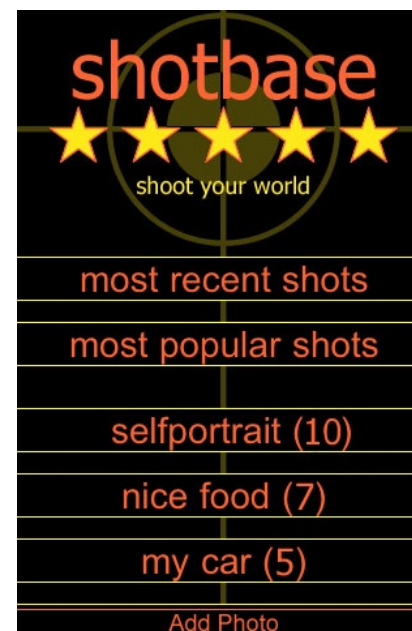 shotbase
shoot your world
most recent shots
most popular shots
selfportrait (10)
nice food (7)
my car (5)
Add Photo